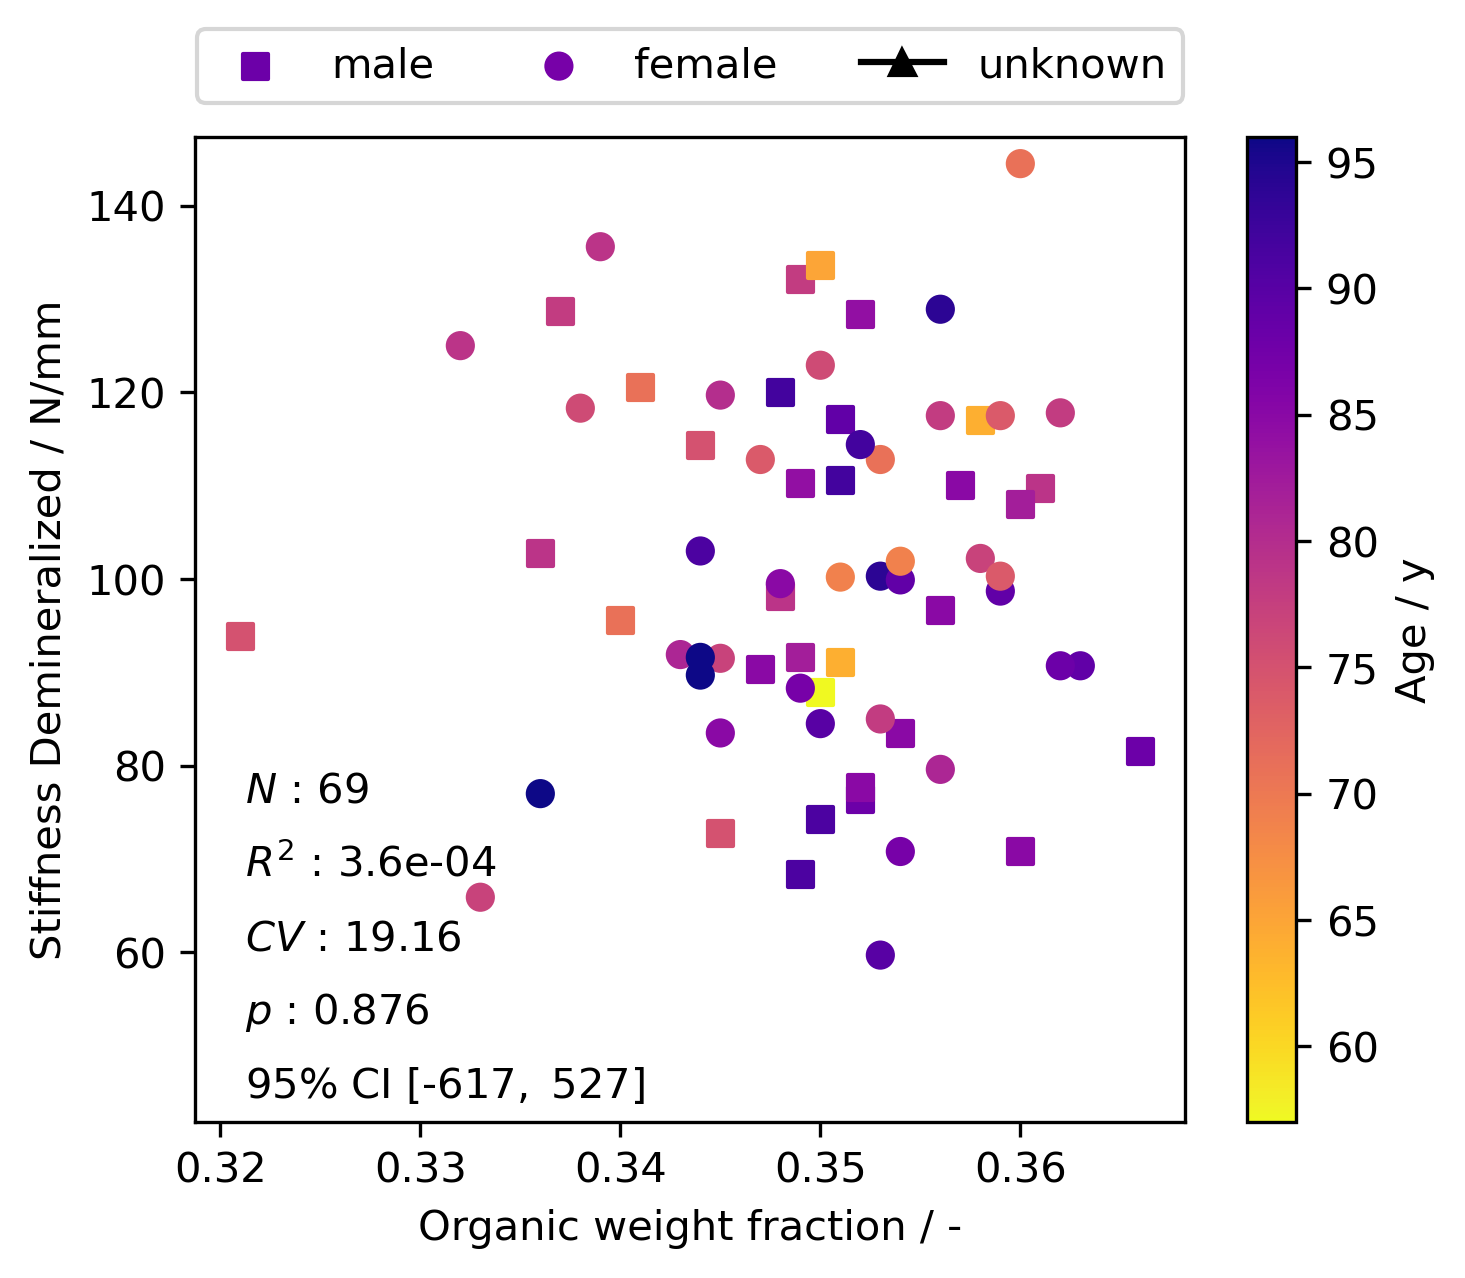 male female unknown
140
120
100
80
60
Stiffness Demineralized / N/mm
N : 69
R² : 3.6e-04
CV : 19.16
p : 0.876
95% CI [-617, 527]
0.32 0.33 0.34 0.35 0.36
Organic weight fraction / -
95
90
85
80
75
70
65
60
Age / y